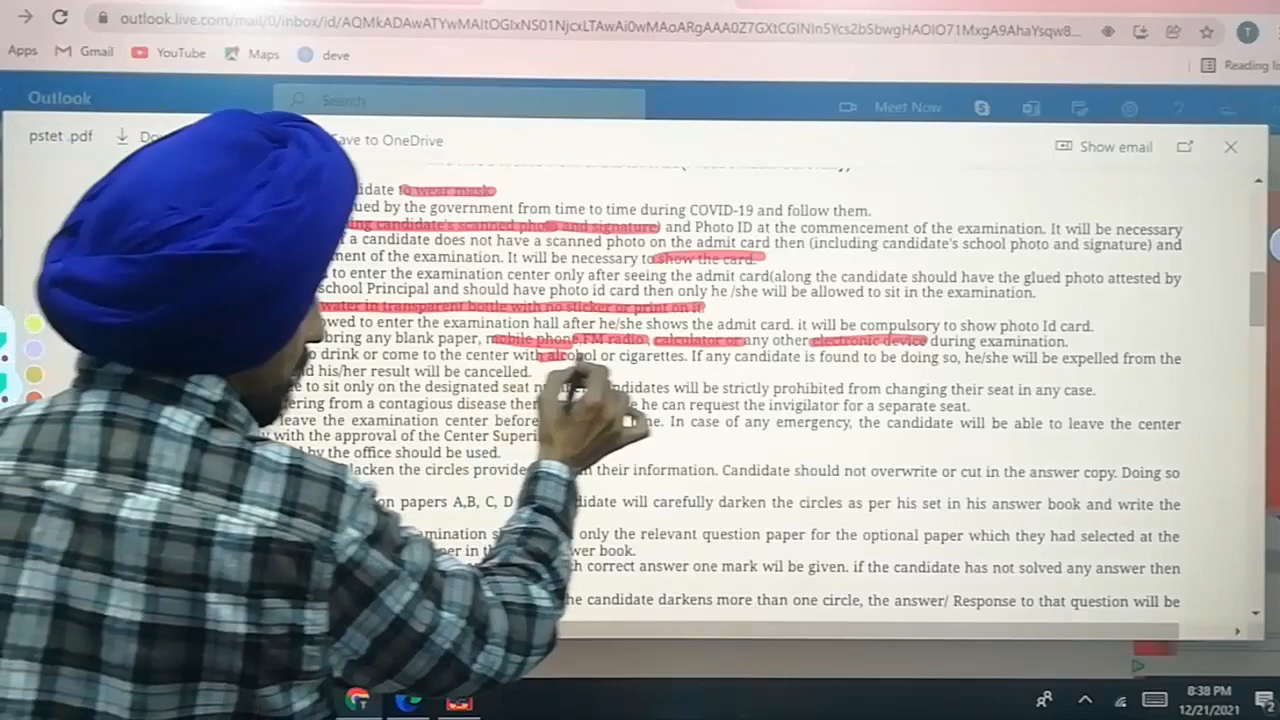 outlook.live.com/mail/0/inbox/id/
Apps Gmail YouTube Maps deve
Reading
Outlook Search Meet Now
pstet .pdf Save to OneDrive Show email
idate to wear mask
ued by the government from time to time during COVID-19 and follow them.
ing candidate's scanned photo and signature) and Photo ID at the commencement of the examination. It will be necessary
if a candidate does not have a scanned photo on the admit card then (including candidate's school photo and signature) and
ment of the examination. It will be necessary to show the card.
to enter the examination center only after seeing the admit card(along the candidate should have the glued photo attested by
school Principal and should have photo id card then only he /she will be allowed to sit in the examination.
water in transparent bottle with no sticker or print on it
owed to enter the examination hall after he/she shows the admit card. it will be compulsory to show photo Id card.
bring any blank paper, mobile phone,FM radio, calculator or any other electronic device during examination.
o drink or come to the center with alcohol or cigarettes. If any candidate is found to be doing so, he/she will be expelled from the
d his/her result will be cancelled.
e to sit only on the designated seat candidates will be strictly prohibited from changing their seat in any case.
ering from a contagious disease then he can request the invigilator for a separate seat.
leave the examination center before In case of any emergency, the candidate will be able to leave the center
y with the approval of the Center
by the office should be used.
lacken the circles their information. Candidate should not overwrite or cut in the answer copy. Doing so
on papers A,B, C, D didate will carefully darken the circles as per his set in his answer book and write the
amination only the relevant question paper for the optional paper which they had selected at the
er in wer book.
correct answer one mark wil be given. if the candidate has not solved any answer then
he candidate darkens more than one circle, the answer/ Response to that question will be
8:38 PM
12/21/2021